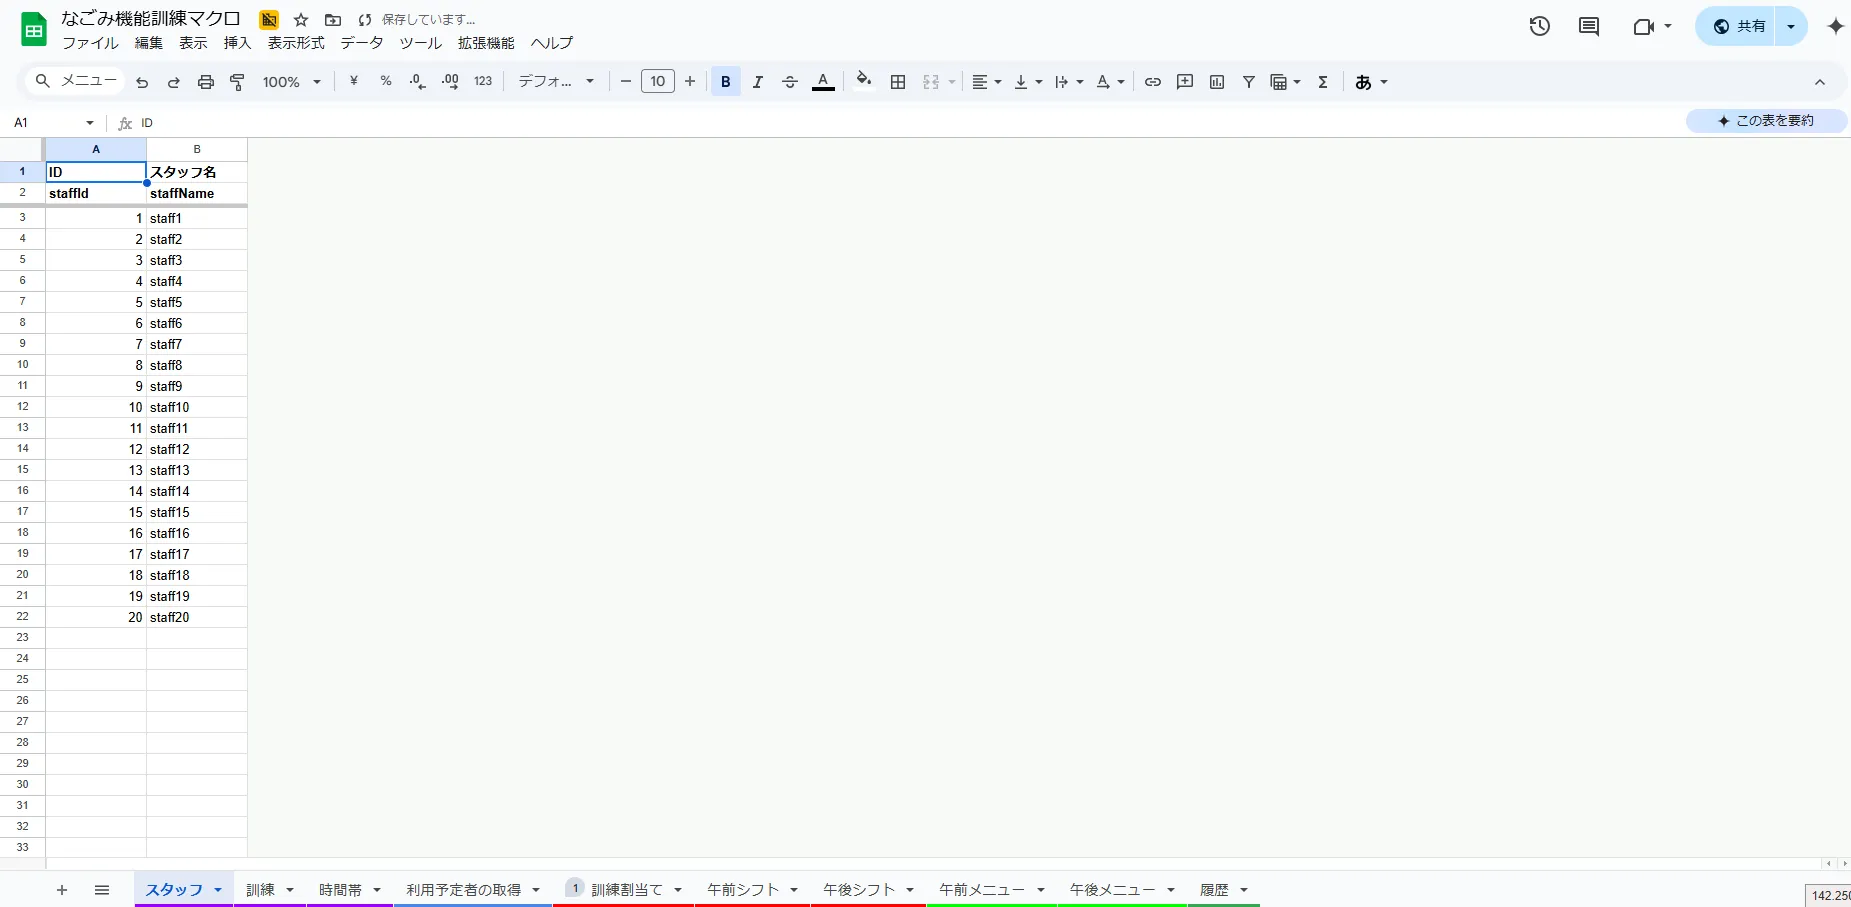 なごみ機能訓練マクロ 保存しています...
ファイル 編集 表示 挿入 表示形式 データ ツール 拡張機能 ヘルプ 共有
メニュー 100% ¥ % .0 .00 123 デフォ... 10 B I A あ
A1 fx ID この表を要約
A B
1 ID スタッフ名
2 staffId staffName
3 1 staff1
4 2 staff2
5 3 staff3
6 4 staff4
7 5 staff5
8 6 staff6
9 7 staff7
10 8 staff8
11 9 staff9
12 10 staff10
13 11 staff11
14 12 staff12
15 13 staff13
16 14 staff14
17 15 staff15
18 16 staff16
19 17 staff17
20 18 staff18
21 19 staff19
22 20 staff20
23
24
25
26
27
28
29
30
31
32
33
スタッフ 訓練 時間帯 利用予定者の取得 1 訓練割当て 午前シフト 午後シフト 午前メニュー 午後メニュー 履歴 142.250